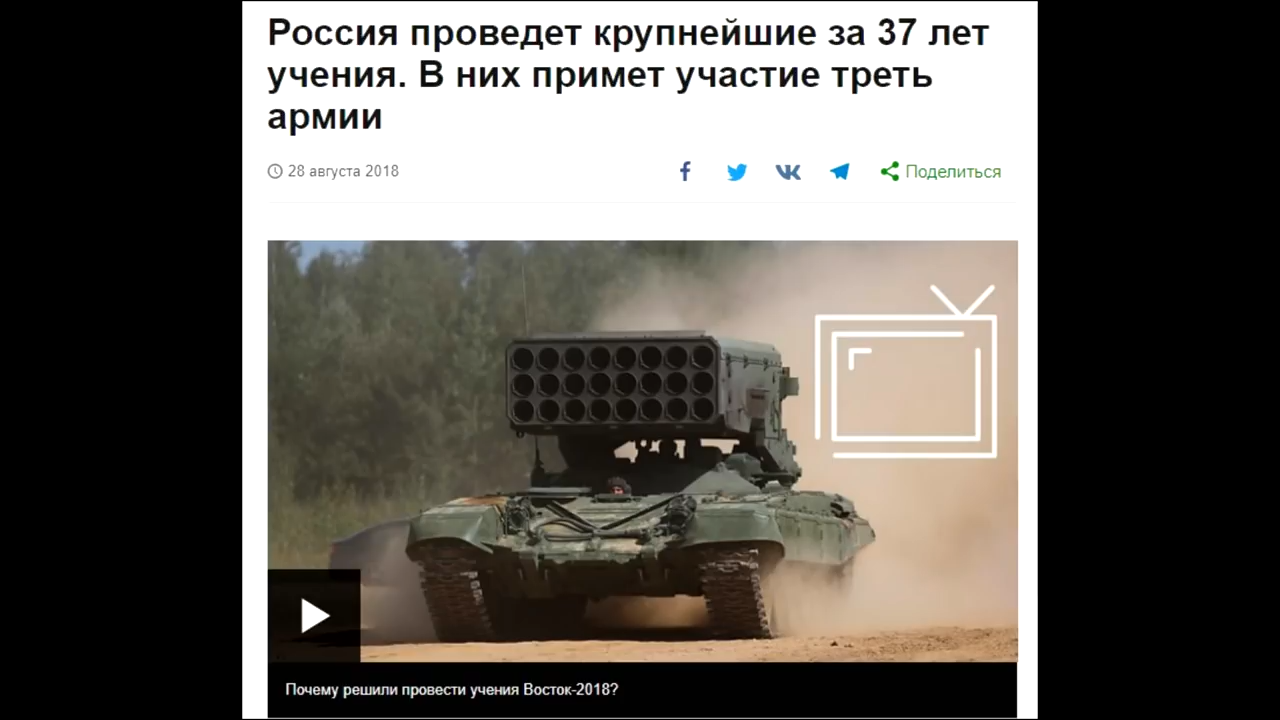 Россия проведет крупнейшие за 37 лет
учения. В них примет участие треть
армии
28 августа 2018
Поделиться
Почему решили провести учения Восток-2018?